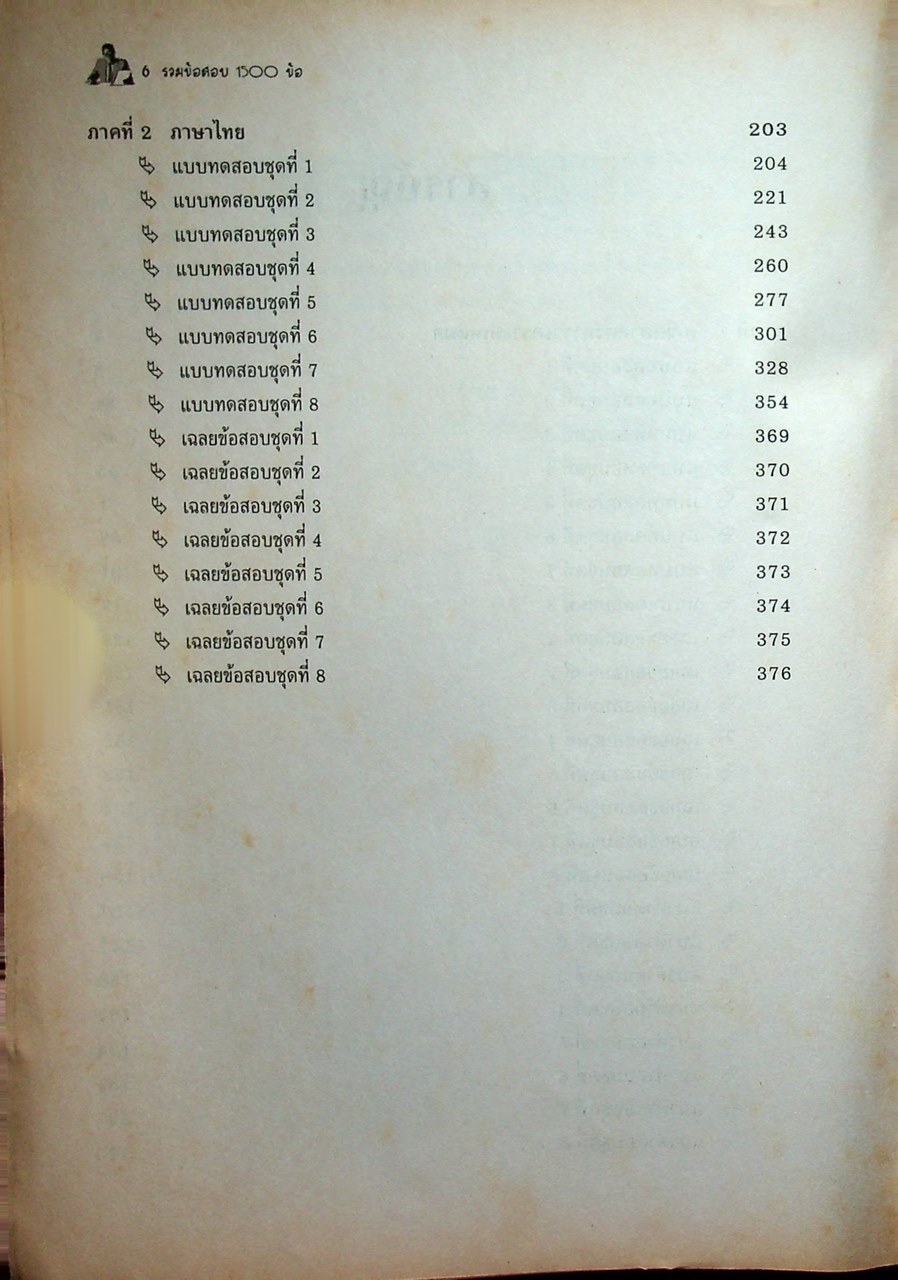 6 รวมข้อสอบ 1500 ข้อ
ภาคที่ 2 ภาษาไทย 203
แบบทดสอบชุดที่ 1 204
แบบทดสอบชุดที่ 2 221
แบบทดสอบชุดที่ 3 243
แบบทดสอบชุดที่ 4 260
แบบทดสอบชุดที่ 5 277
แบบทดสอบชุดที่ 6 301
แบบทดสอบชุดที่ 7 328
แบบทดสอบชุดที่ 8 354
เฉลยข้อสอบชุดที่ 1 369
เฉลยข้อสอบชุดที่ 2 370
เฉลยข้อสอบชุดที่ 3 371
เฉลยข้อสอบชุดที่ 4 372
เฉลยข้อสอบชุดที่ 5 373
เฉลยข้อสอบชุดที่ 6 374
เฉลยข้อสอบชุดที่ 7 375
เฉลยข้อสอบชุดที่ 8 376